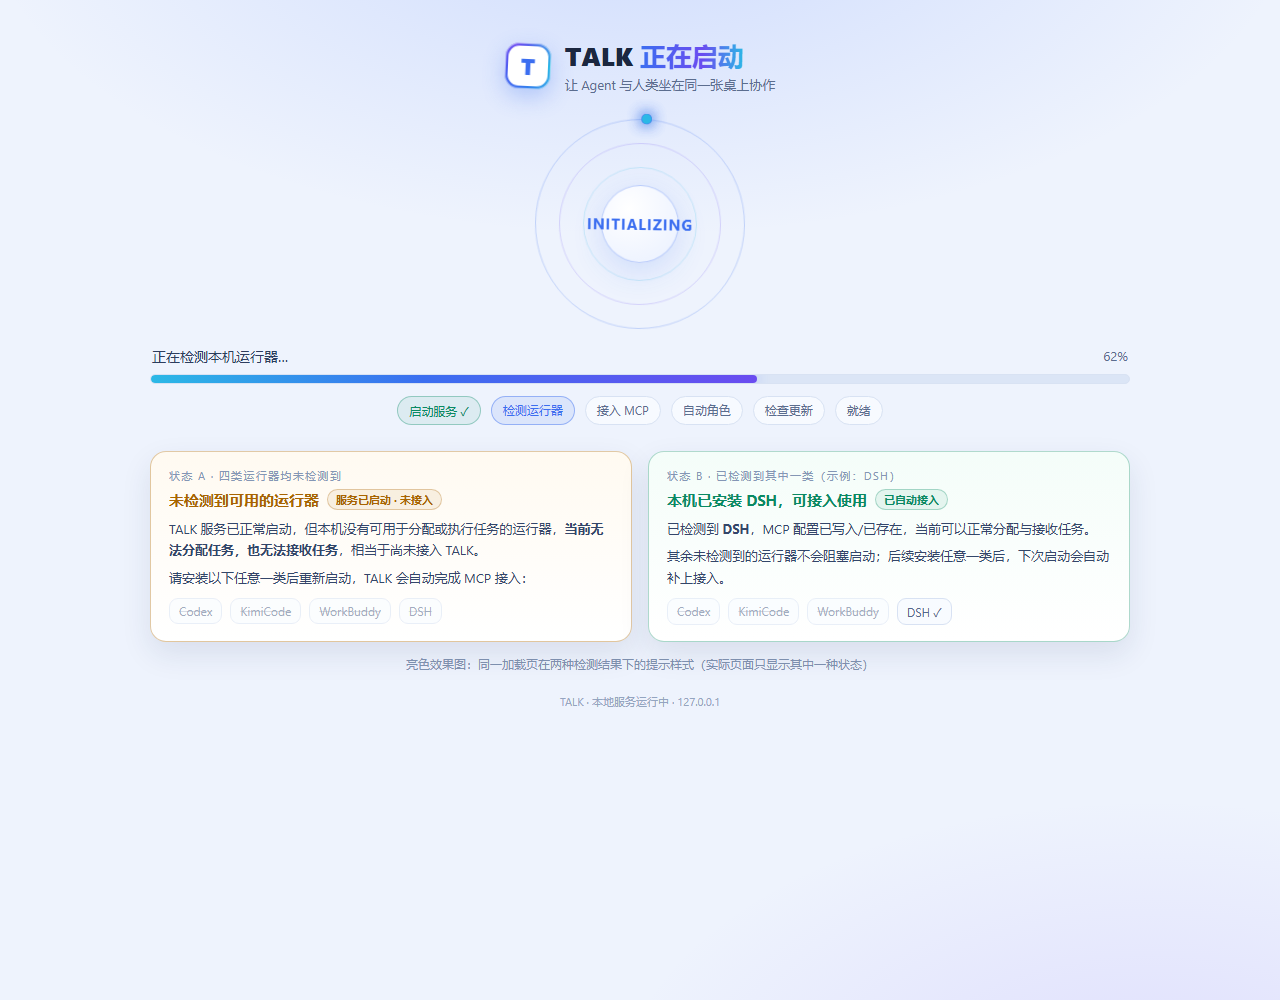 T
TALK 正在启动
让 Agent 与人类坐在同一张桌上协作
INITIALIZING
正在检测本机运行器...
62%
启动服务 ✓
检测运行器
接入 MCP
自动角色
检查更新
就绪
状态 A · 四类运行器均未检测到
未检测到可用的运行器
服务已启动 · 未接入
TALK 服务已正常启动，但本机没有可用于分配或执行任务的运行器，当前无
法分配任务，也无法接收任务，相当于尚未接入 TALK。
请安装以下任意一类后重新启动，TALK 会自动完成 MCP 接入：
Codex
KimiCode
WorkBuddy
DSH
状态 B · 已检测到其中一类（示例：DSH）
本机已安装 DSH，可接入使用
已自动接入
已检测到 DSH，MCP 配置已写入/已存在，当前可以正常分配与接收任务。
其余未检测到的运行器不会阻塞启动；后续安装任意一类后，下次启动会自动
补上接入。
Codex
KimiCode
WorkBuddy
DSH ✓
亮色效果图：同一加载页在两种检测结果下的提示样式（实际页面只显示其中一种状态）
TALK · 本地服务运行中 · 127.0.0.1